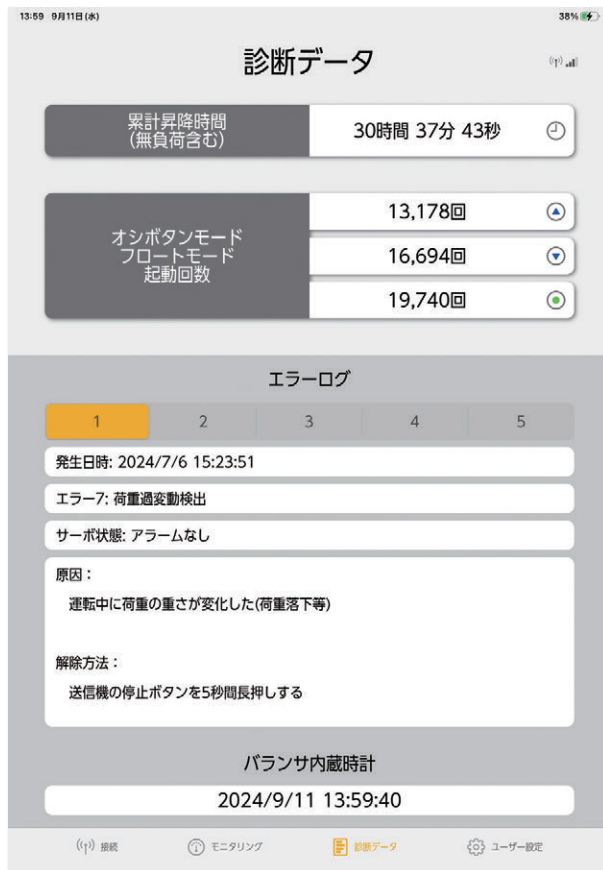 13:59 9月11日(水)
38%
診断データ
累計昇降時間
(無負荷含む)
30時間 37分 43秒
オシボタンモード
フロートモード
起動回数
13,178回
16,694回
19,740回
エラーログ
1 2 3 4 5
発生日時: 2024/7/6 15:23:51
エラー7: 荷重過変動検出
サーボ状態: アラームなし
原因：
運転中に荷重の重さが変化した(荷重落下等)
解除方法：
送信機の停止ボタンを5秒間長押しする
バランサ内蔵時計
2024/9/11 13:59:40
接続 モニタリング 診断データ ユーザー設定